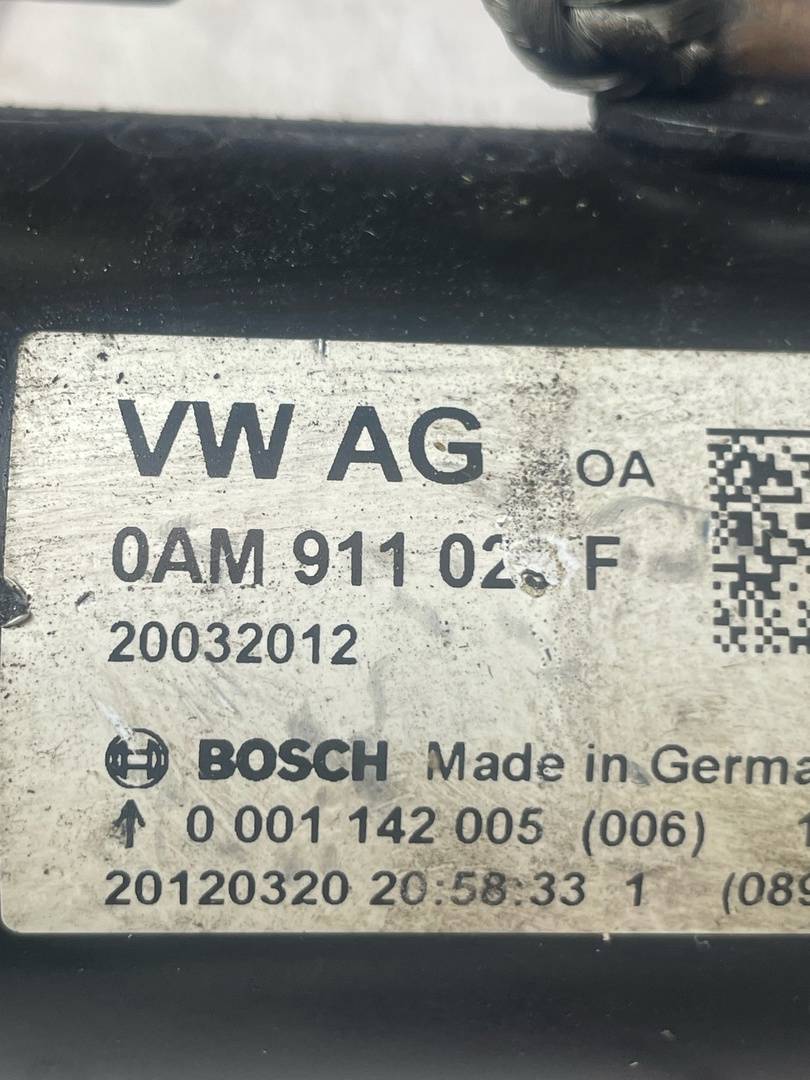 VW AG OA
0AM 911 02 F
20032012
BOSCH Made in Germa
↑ 0 001 142 005 (006) 1
20120320 20:58:33 1 (089